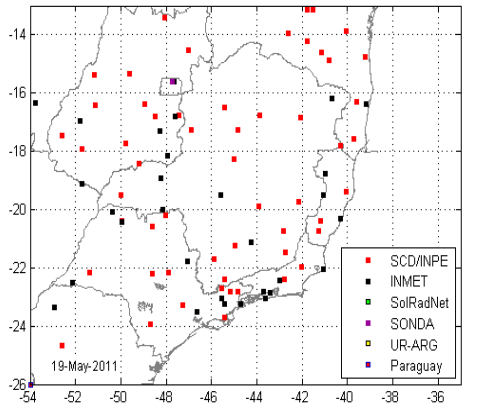 -14
-16
-18
-20
-22
-24
-26
-54 -52 -50 -48 -46 -44 -42 -40 -38 -36
SCD/INPE
INMET
SolRadNet
SONDA
UR-ARG
Paraguay
19-May-2011